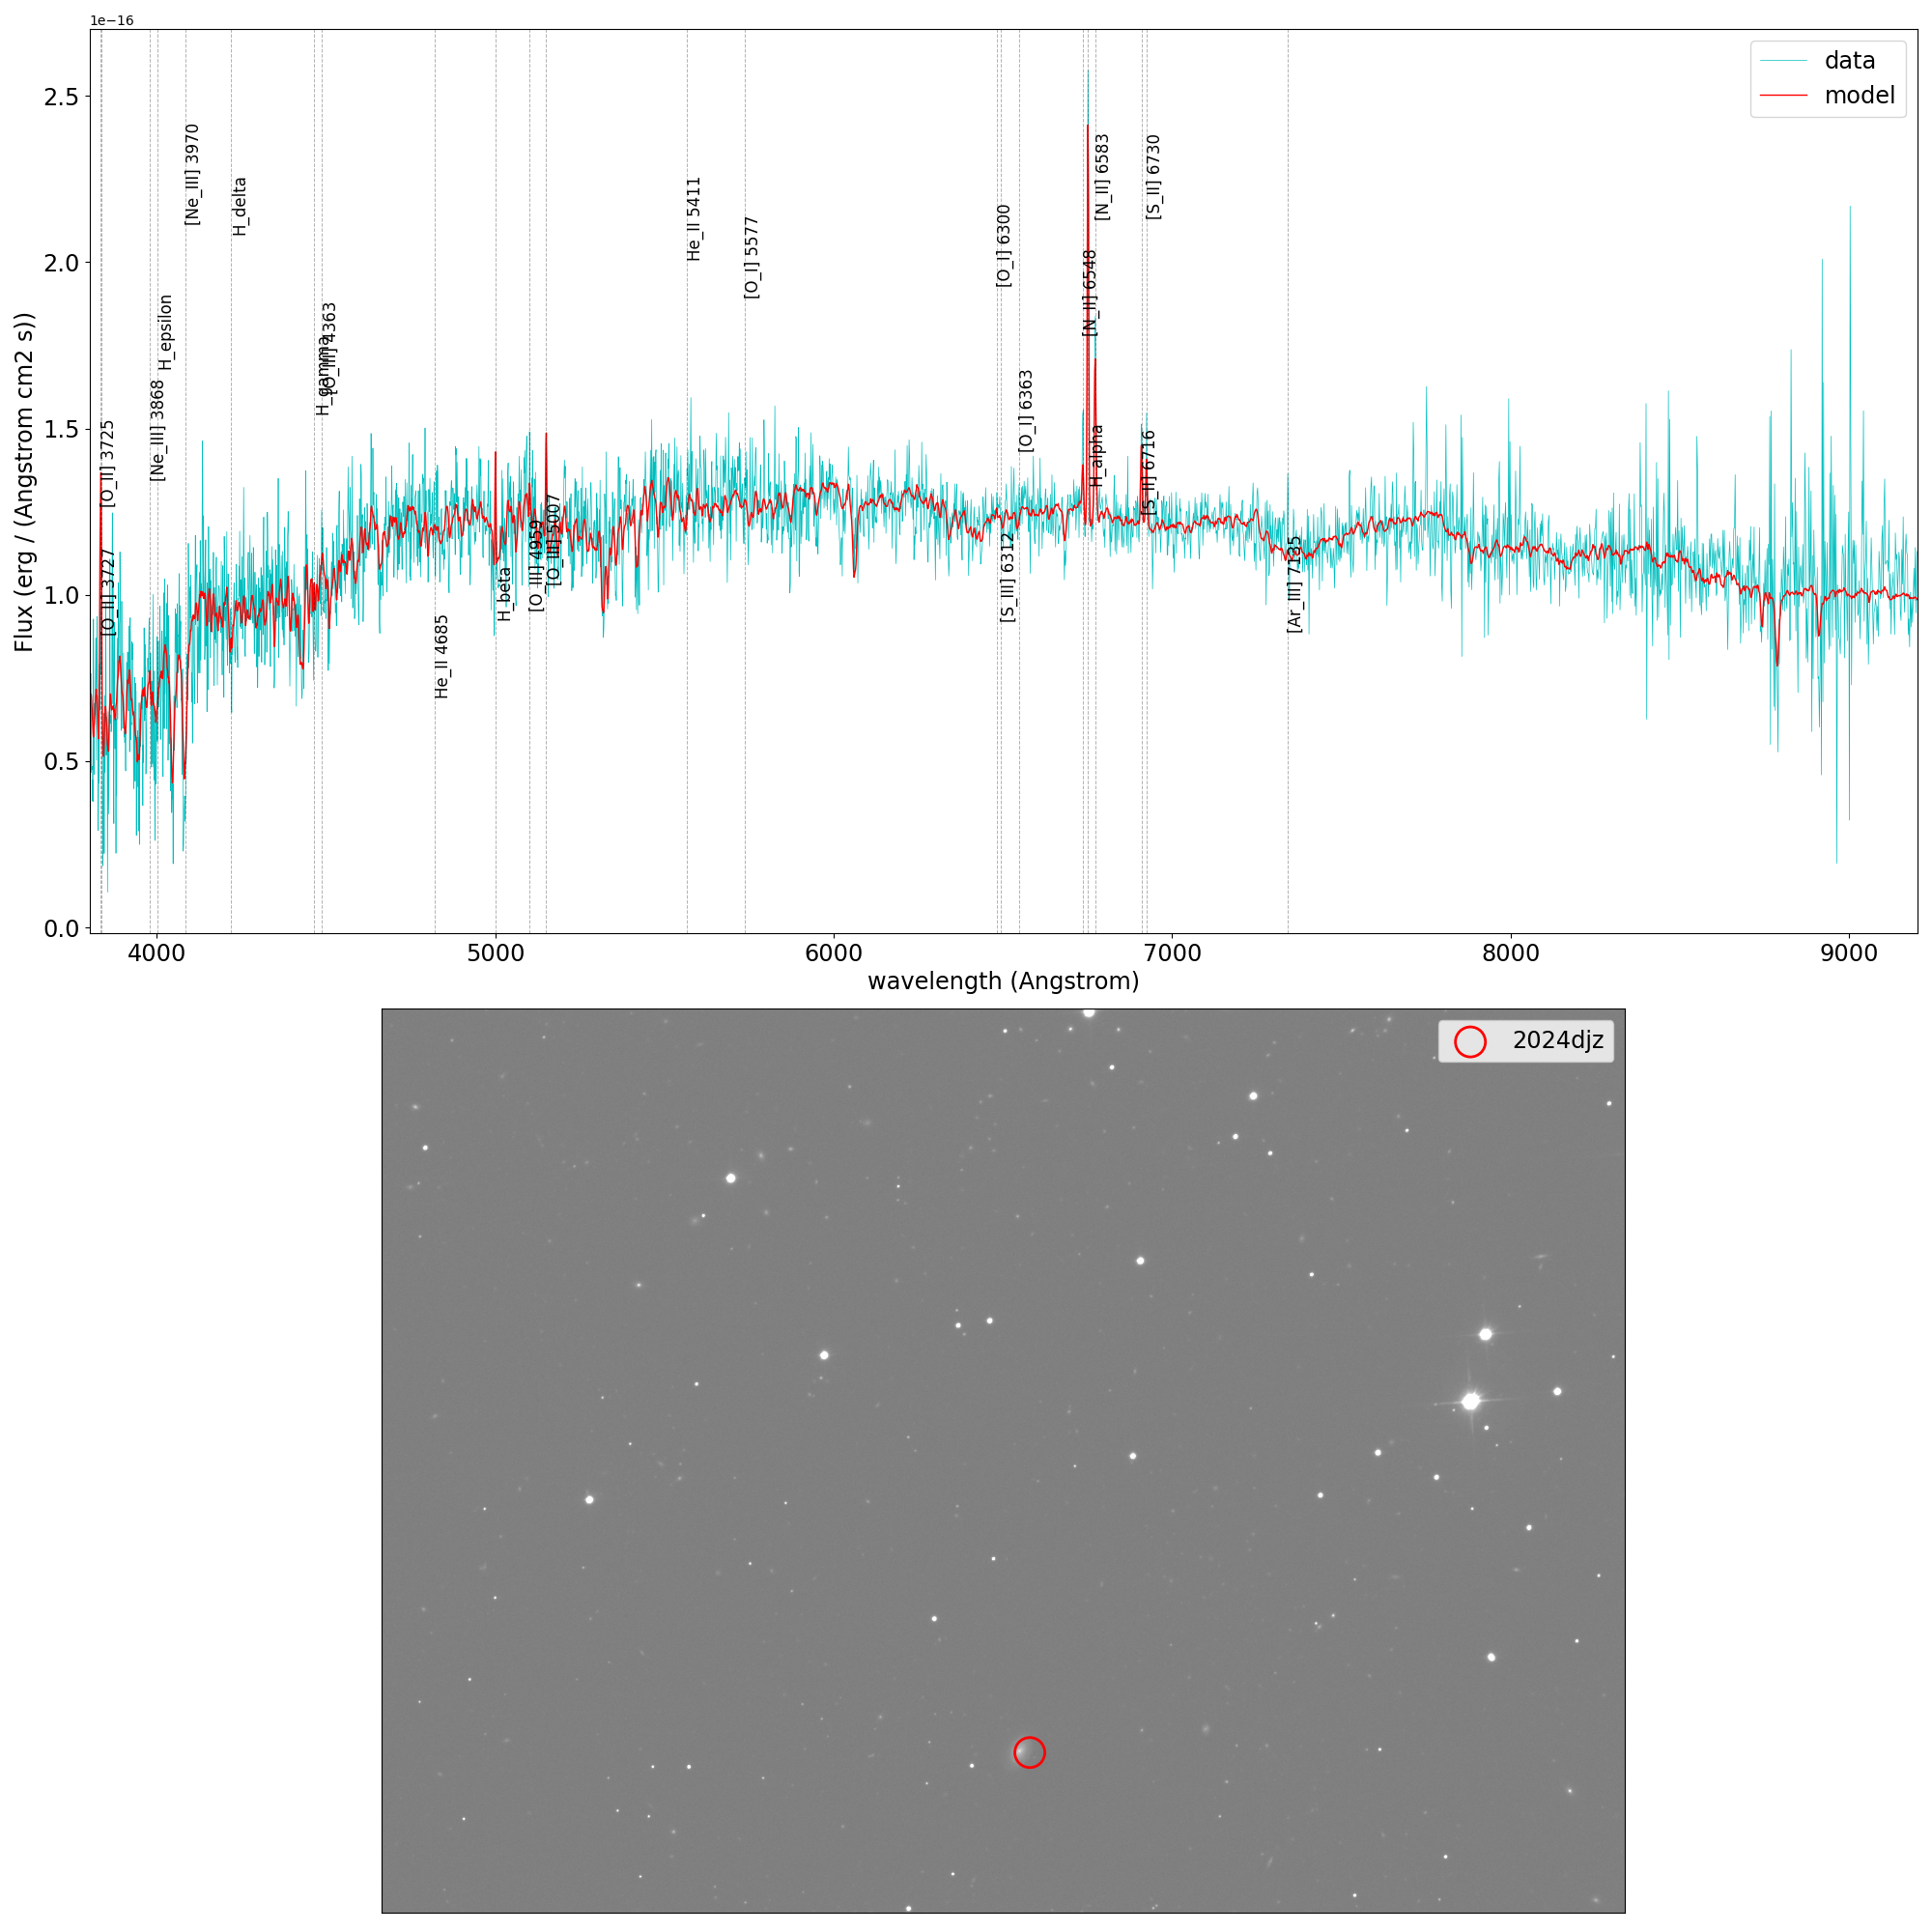 1e−16
data
model
Flux (erg / (Angstrom cm2 s))
2.5
2.0
1.5
1.0
0.5
0.0
[O_II] 3725
[O_II] 3727
[Ne_III] 3868
H_epsilon
[Ne_III] 3970
H_delta
H_gamma
[O_III] 4363
He_II 4685
H_beta
[O_III] 4959
[O_III] 5007
He_II 5411
[O_I] 5577
[O_I] 6300
[S_III] 6312
[O_I] 6363
[N_II] 6548
H_alpha
[N_II] 6583
[S_II] 6716
[S_II] 6730
[Ar_III] 7135
4000 5000 6000 7000 8000 9000
wavelength (Angstrom)
2024djz